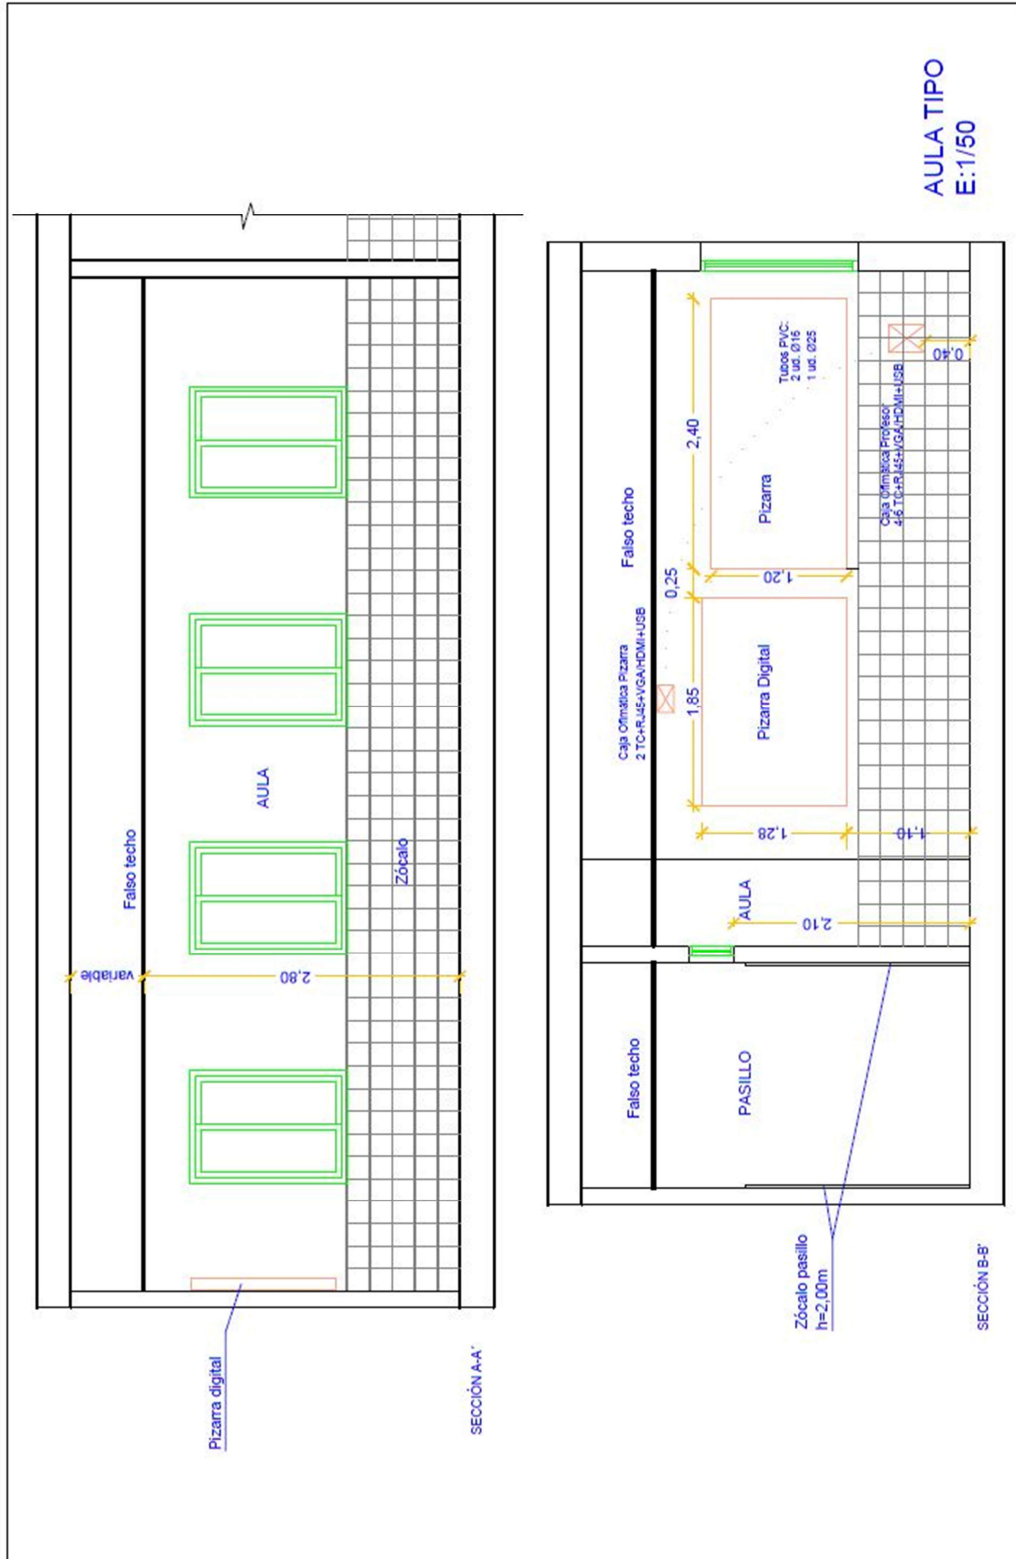 Falso techo
variable
AULA
2,80
Zócalo
Pizarra digital
SECCIÓN A-A'
Falso techo
Falso techo
Caja Ofimática Pizarra
2 TC+RJ45+VGA/HDMI+USB
1,85
0,25
2,40
Tubos PVC:
2 ud. Ø16
1 ud. Ø25
PASILLO
AULA
Pizarra Digital
Pizarra
1,28
1,20
2,10
1,10
0,40
Caja Ofimática Profesor
4-6 TC+RJ45+VGA/HDMI+USB
Zócalo pasillo
h=2,00m
SECCIÓN B-B'
AULA TIPO
E:1/50